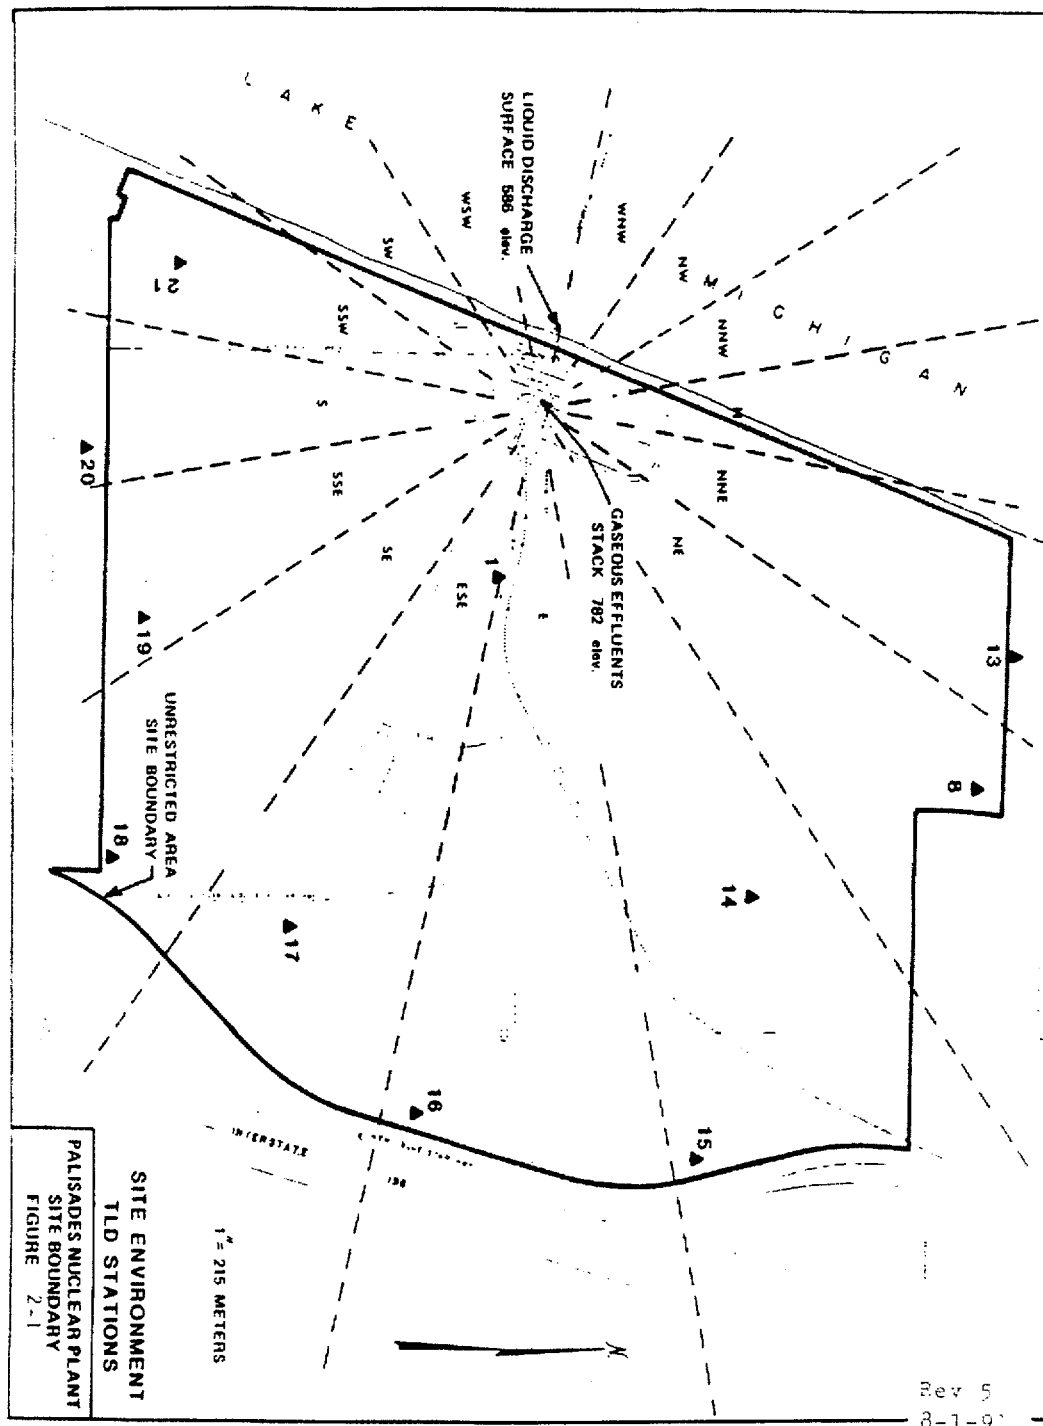 LAKE
MICHIGAN
LIQUID DISCHARGE
SURFACE 586 elev.
WSW
SW
SSW
S
SSE
SE
ESE
E
NE
NNE
N
NNW
NW
WNW
GASEOUS EFFLUENTS
STACK 782 elev.
1
8
13
14
15
16
17
18
19
20
21
UNRESTRICTED AREA
SITE BOUNDARY
INTERSTATE
196
1" = 215 METERS
N
SITE ENVIRONMENT
TLD STATIONS
PALISADES NUCLEAR PLANT
SITE BOUNDARY
FIGURE 2-1
Rev 5